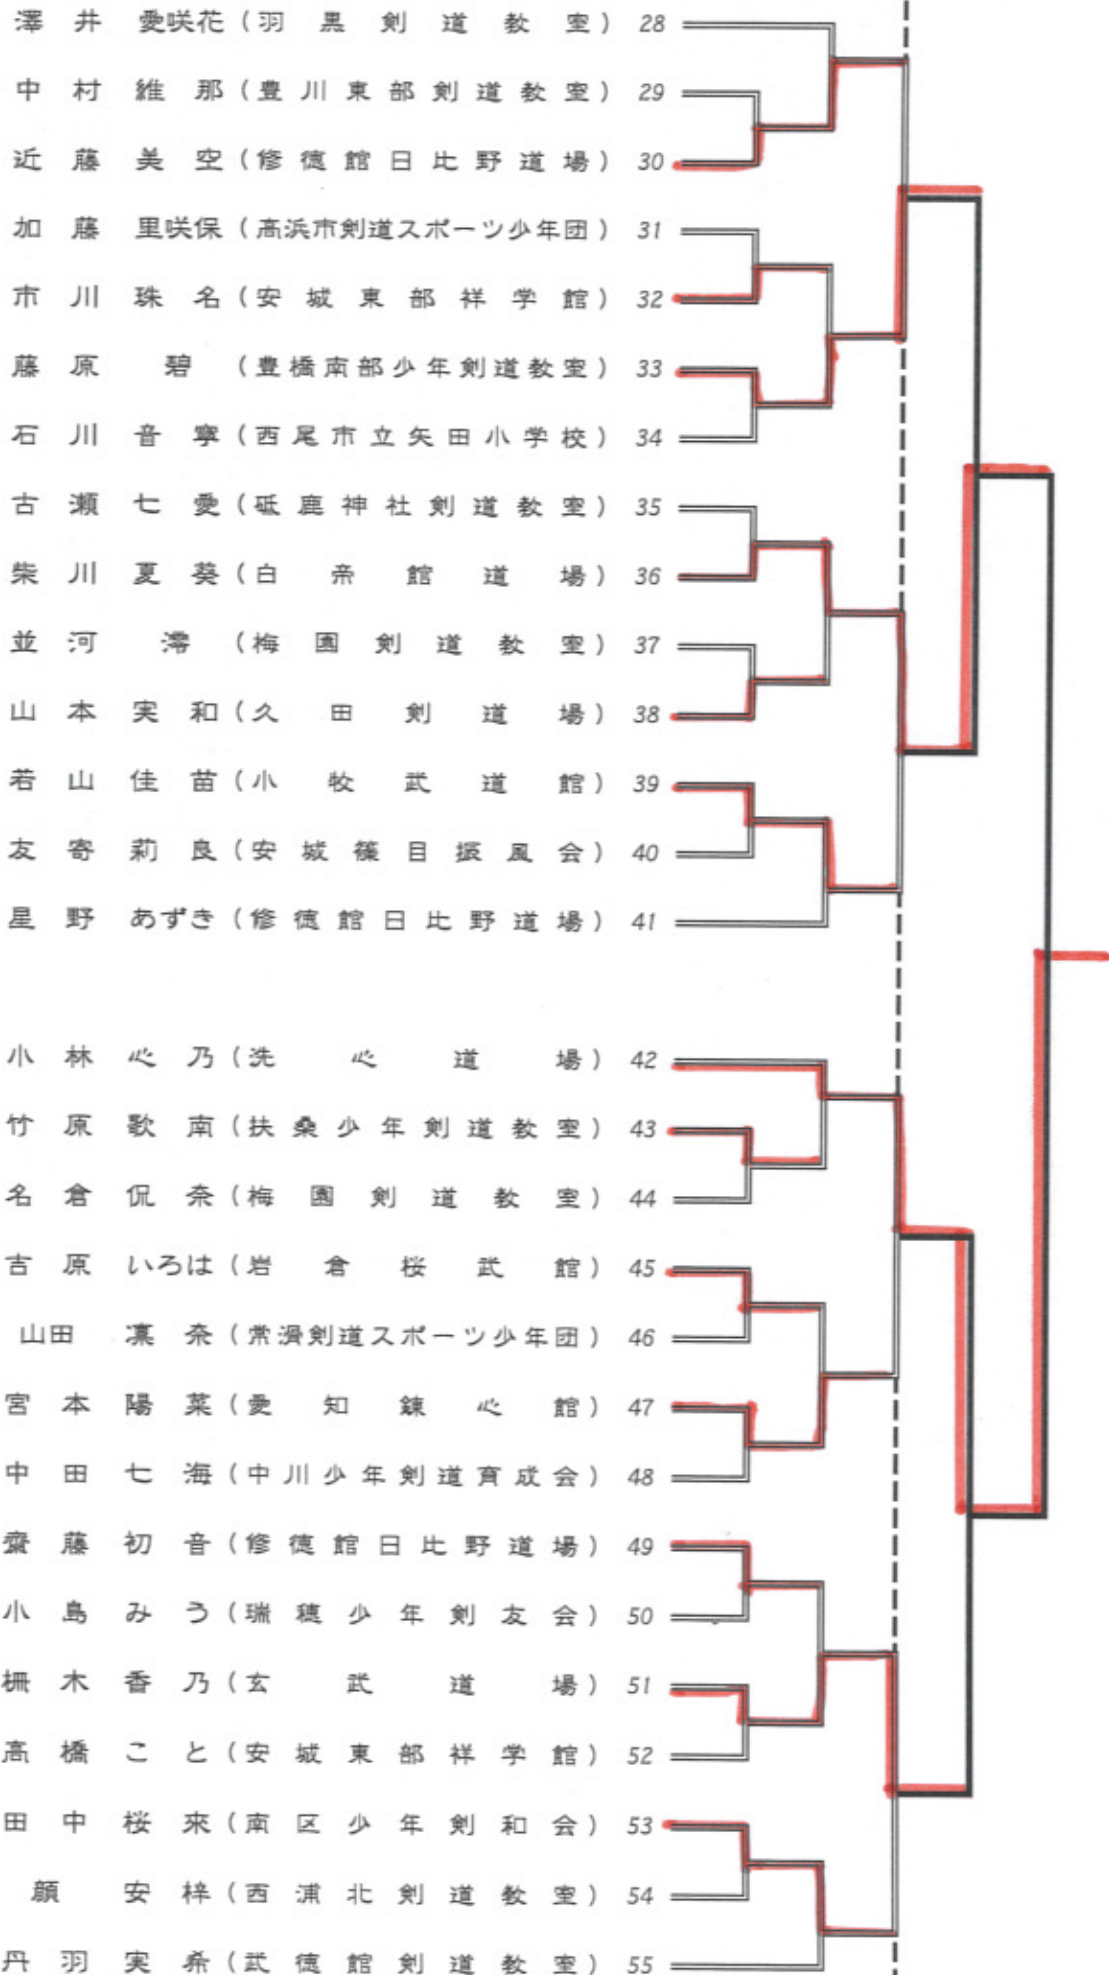 澤井 愛咲花 (羽黒剣道教室) 28
中村 維那 (豊川東部剣道教室) 29
近藤 美空 (修徳館日比野道場) 30
加藤 里咲保 (高浜市剣道スポーツ少年団) 31
市川 珠名 (安城東部祥学館) 32
藤原 碧 (豊橋南部少年剣道教室) 33
石川 音寧 (西尾市立矢田小学校) 34
古瀬 七愛 (砥鹿神社剣道教室) 35
柴川 夏葵 (白帝館道場) 36
並河 澪 (梅園剣道教室) 37
山本 実和 (久田剣道場) 38
若山 佳苗 (小牧武道館) 39
友寄 莉良 (安城篠目振風会) 40
星野 あずき (修徳館日比野道場) 41
小林 心乃 (洗心道場) 42
竹原 歌南 (扶桑少年剣道教室) 43
名倉 侃奈 (梅園剣道教室) 44
吉原 いろは (岩倉桜武館) 45
山田 凛奈 (常滑剣道スポーツ少年団) 46
宮本 陽菜 (愛知錬心館) 47
中田 七海 (中川少年剣道育成会) 48
齋藤 初音 (修徳館日比野道場) 49
小島 みう (瑞穂少年剣友会) 50
柵木 香乃 (玄武道場) 51
髙橋 こと (安城東部祥学館) 52
田中 桜來 (南区少年剣和会) 53
顔 安梓 (西浦北剣道教室) 54
丹羽 実希 (武徳館剣道教室) 55